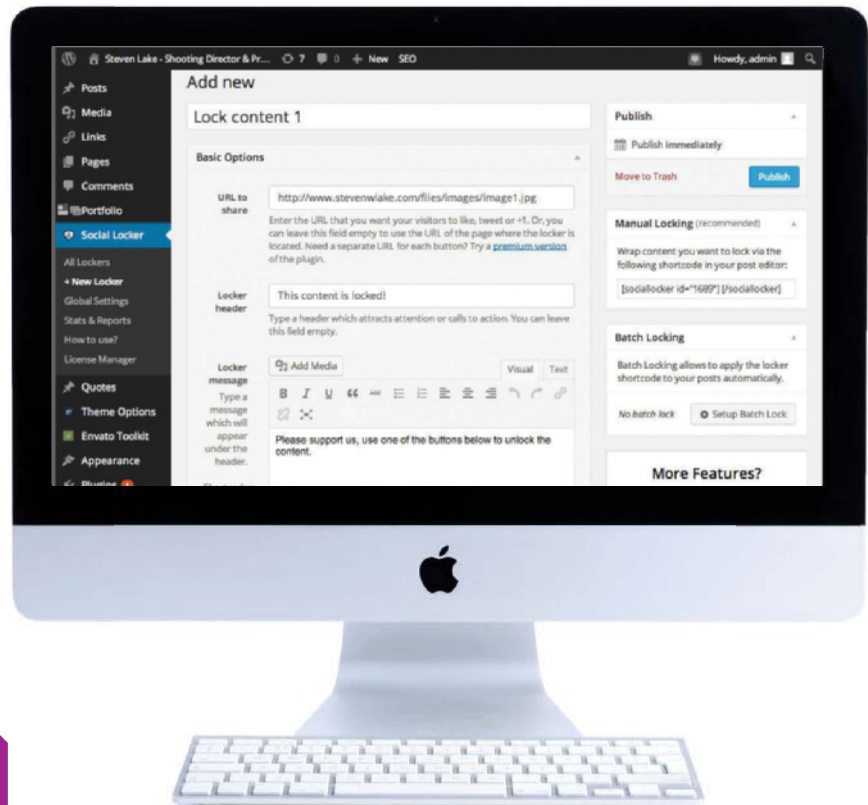 Steven Lake - Shooting Director & Pr... 7 0 + New SEO Howdy, admin
Posts
Media
Links
Pages
Comments
Portfolio
Social Locker
All Lockers
+ New Locker
Global Settings
Stats & Reports
How to use?
License Manager
Quotes
Theme Options
Envato Toolkit
Appearance
Plugins
Add new
Lock content 1
Basic Options
URL to share
http://www.stevenwlake.com/files/images/image1.jpg
Enter the URL that you want your visitors to like, tweet or +1. Or, you
can leave this field empty to use the URL of the page where the locker is
located. Need a separate URL for each button? Try a premium version
of the plugin.
Locker
header
This content is locked!
Type a header which attracts attention or calls to action. You can leave
this field empty.
Locker
message
Type a
message
which will
appear
under the
header.
Add Media
Visual Text
B I U ABC
Please support us, use one of the buttons below to unlock the
content.
Publish
Publish immediately
Move to Trash Publish
Manual Locking (recommended)
Wrap content you want to lock via the
following shortcode in your post editor:
[sociallocker id="1689"] [/sociallocker]
Batch Locking
Batch Locking allows to apply the locker
shortcode to your posts automatically.
No batch lock Setup Batch Lock
More Features?